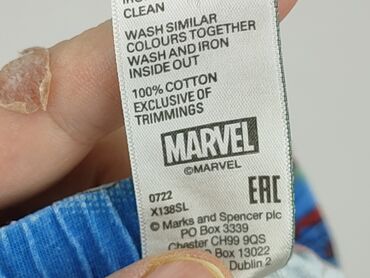 CLEAN
WASH SIMILAR
COLOURS TOGETHER
WASH AND IRON
INSIDE OUT
100% COTTON
EXCLUSIVE OF
TRIMMINGS
MARVEL
©MARVEL
0722
X138SL
EAC
© Marks and Spencer plc
PO Box 3339
Chester CH99 9QS
PO Box 13022
Dublin 2